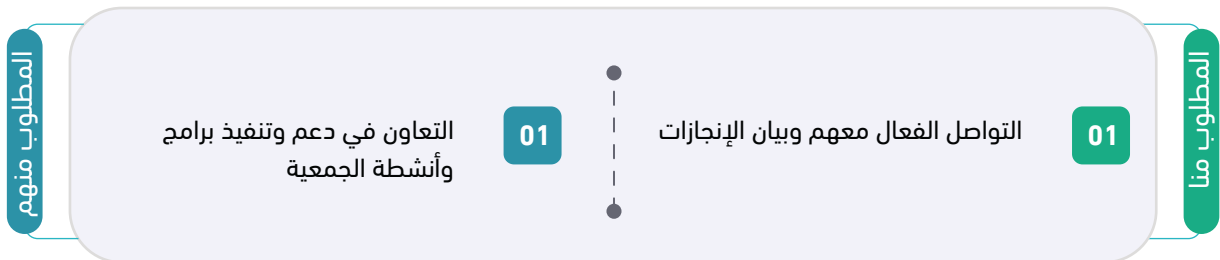 المطلوب منا
01
التواصل الفعال معهم وبيان الإنجازات
01
التعاون في دعم وتنفيذ برامج
وأنشطة الجمعية
المطلوب منهم